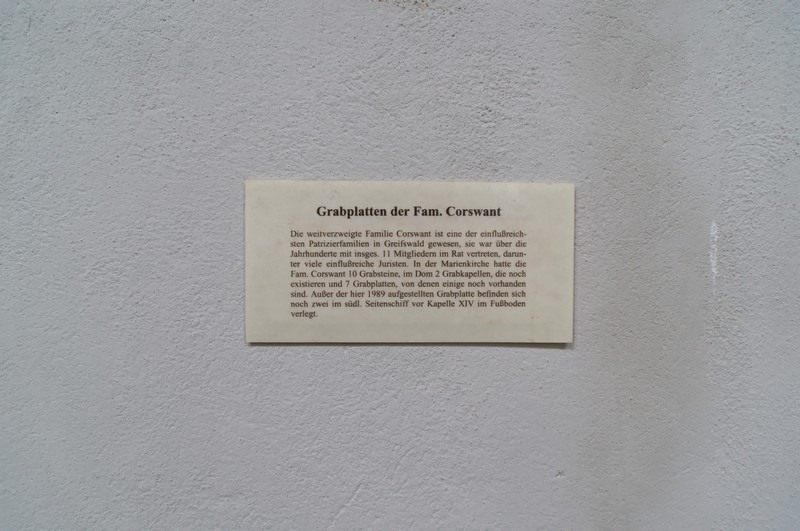 Grabplatten der Fam. Corswant
Die weitverzweigte Familie Corswant ist eine der einflußreich-
sten Patrizierfamilien in Greifswald gewesen, sie war über die
Jahrhunderte mit insges. 11 Mitgliedern im Rat vertreten, darun-
ter viele einflußreiche Juristen. In der Marienkirche hatte die
Fam. Corswant 10 Grabsteine, im Dom 2 Grabkapellen, die noch
existieren und 7 Grabplatten, von denen einige noch vorhanden
sind. Außer der hier 1989 aufgestellten Grabplatte befinden sich
noch zwei im südl. Seitenschiff vor Kapelle XIV im Fußboden
verlegt.